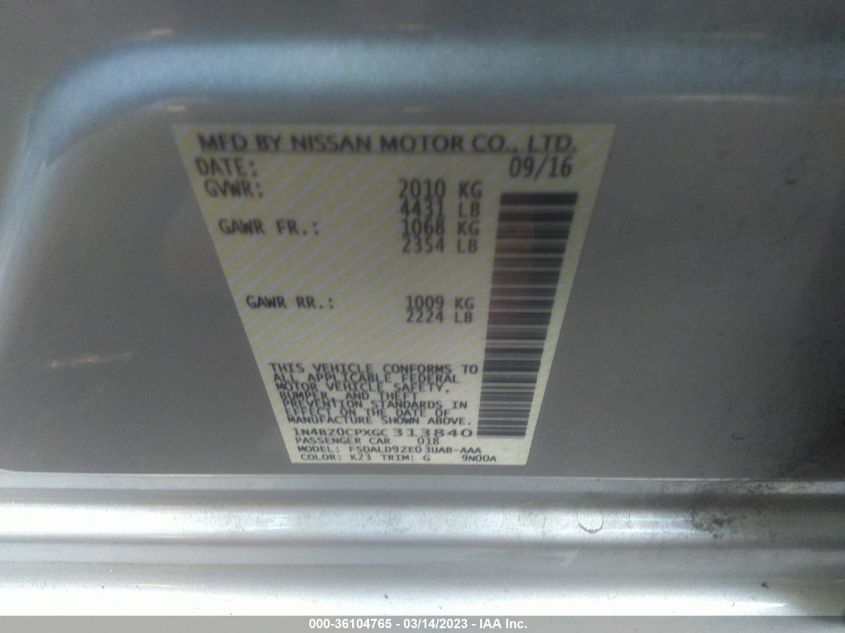 MFD BY NISSAN MOTOR CO., LTD.
DATE: 09/16
GVWR: 2010 KG
4431 LB
GAWR FR.: 1068 KG
2354 LB
GAWR RR.: 1009 KG
2224 LB
THIS VEHICLE CONFORMS TO
ALL APPLICABLE FEDERAL
MOTOR VEHICLE SAFETY,
BUMPER, AND THEFT
PREVENTION STANDARDS IN
EFFECT ON THE DATE OF
MANUFACTURE SHOWN ABOVE.
1N4BZ0CPXGC313840
PASSENGER CAR 018
MODEL: FSDALD9ZE03UAB-AAA
COLOR: K23 TRIM: G 9N00A
000-36104765 - 03/14/2023 - IAA Inc.